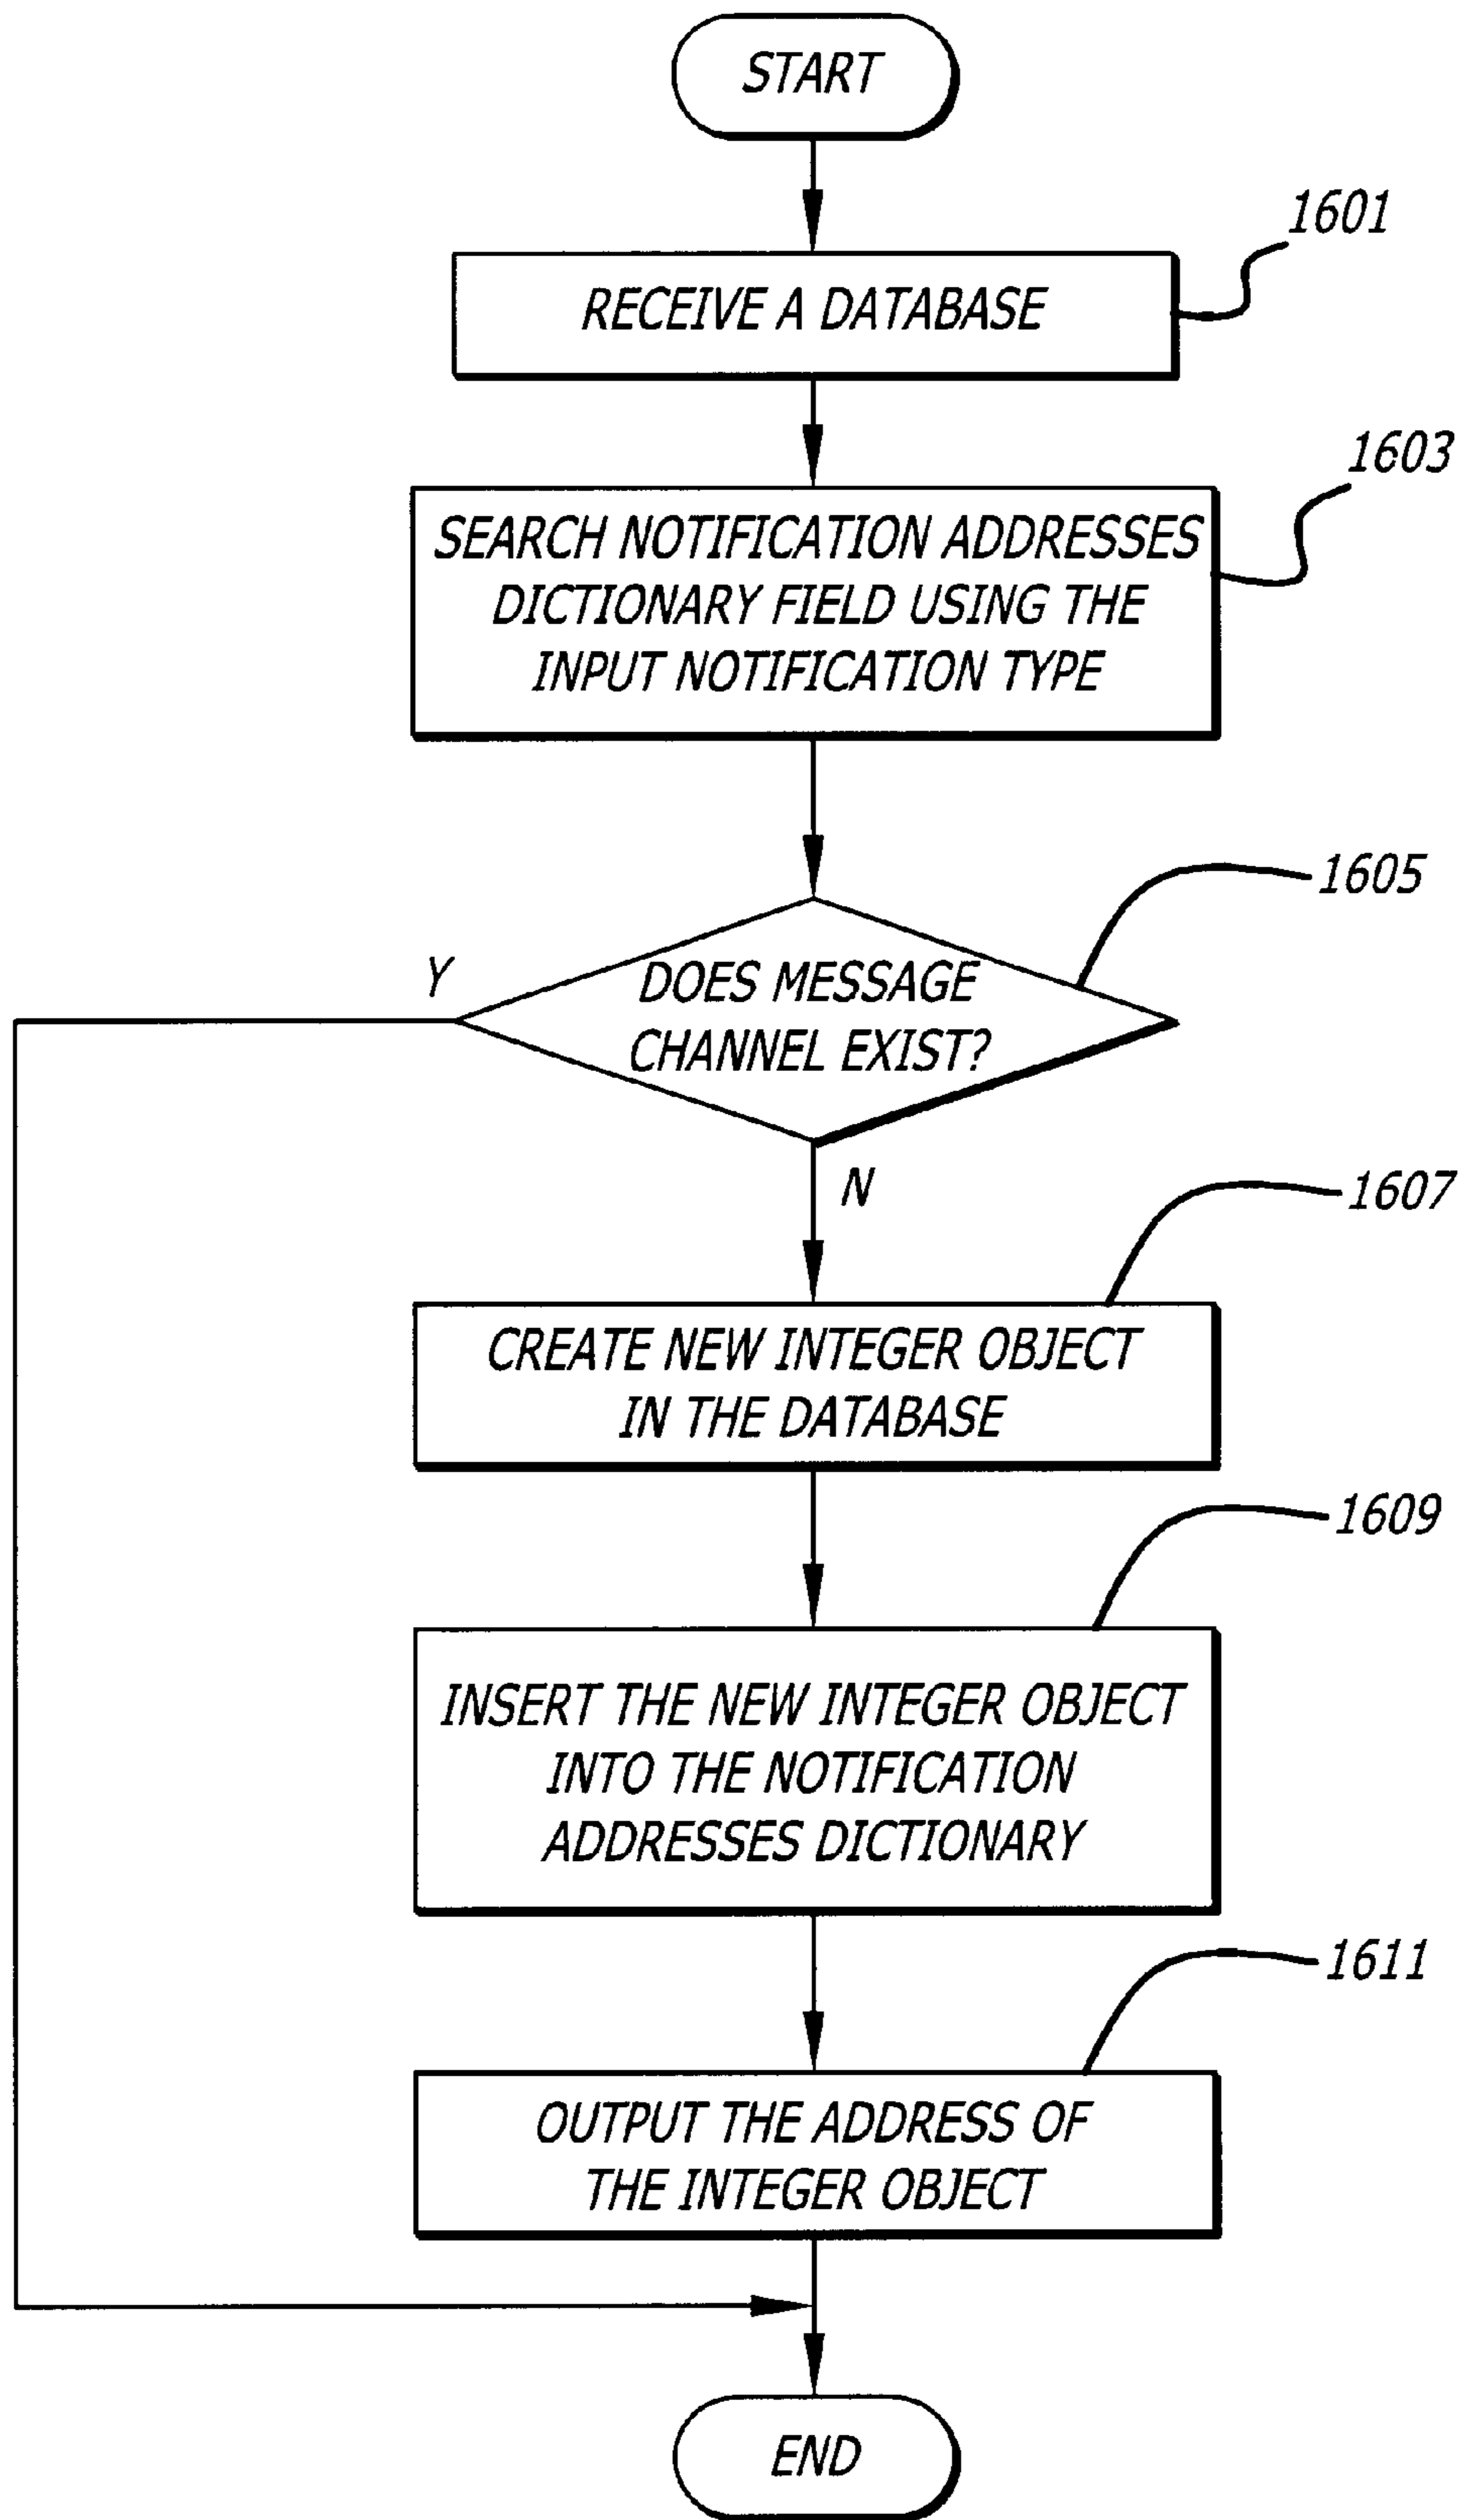 START
1601
RECEIVE A DATABASE
1603
SEARCH NOTIFICATION ADDRESSES
DICTIONARY FIELD USING THE
INPUT NOTIFICATION TYPE
1605
Y
DOES MESSAGE
CHANNEL EXIST?
N
1607
CREATE NEW INTEGER OBJECT
IN THE DATABASE
1609
INSERT THE NEW INTEGER OBJECT
INTO THE NOTIFICATION
ADDRESSES DICTIONARY
1611
OUTPUT THE ADDRESS OF
THE INTEGER OBJECT
END